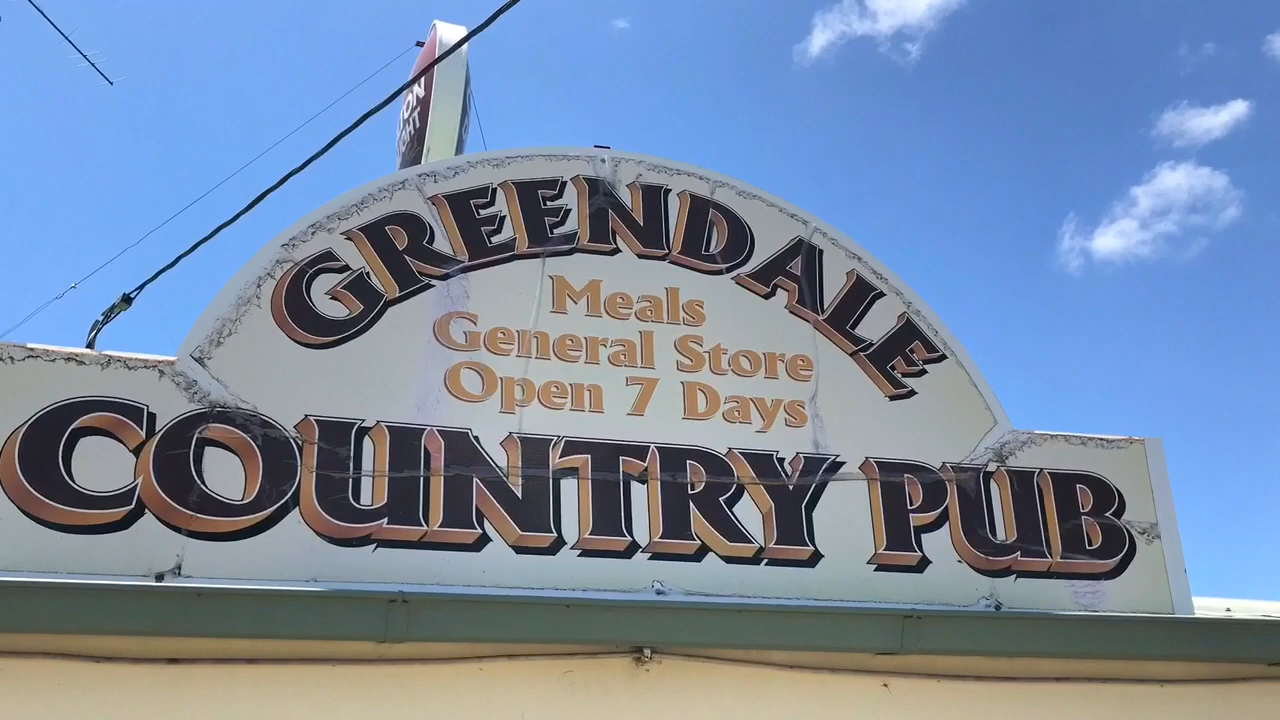 GREENDALE
Meals
General Store
Open 7 Days
COUNTRY PUB